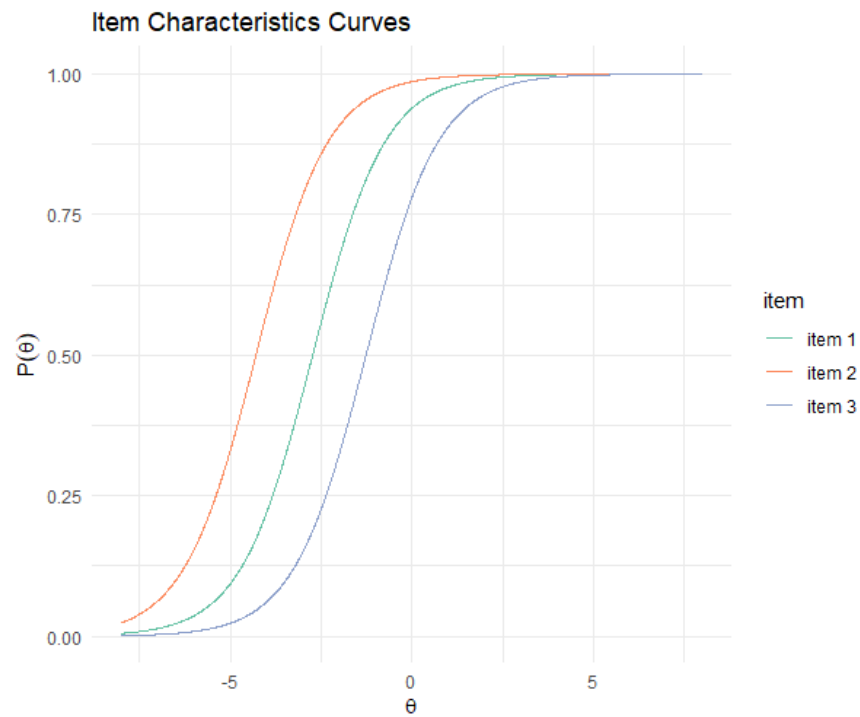 Item Characteristics Curves
1.00
0.75
0.50
0.25
0.00
P(θ)
-5 0 5
θ
item
item 1
item 2
item 3